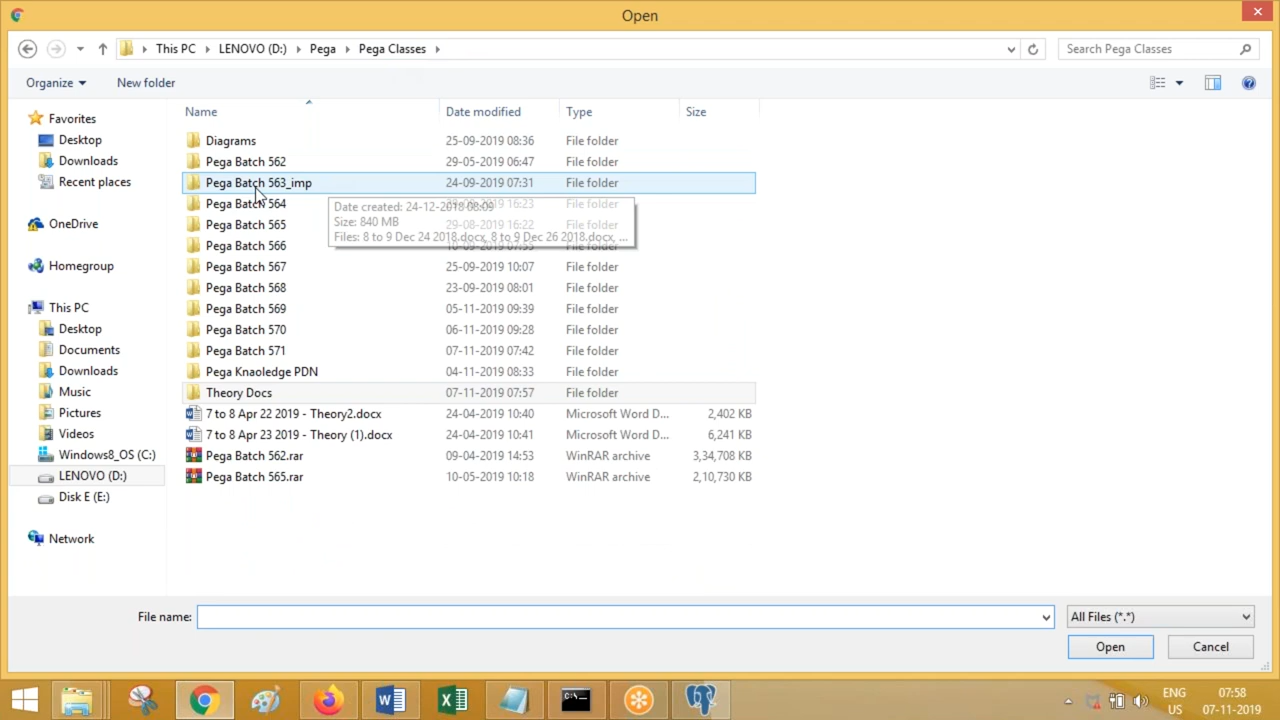 Open
This PC LENOVO (D:) Pega Pega Classes Search Pega Classes
Organize New folder
Name Date modified Type Size
Favorites
Desktop
Downloads
Recent places
OneDrive
Homegroup
This PC
Desktop
Documents
Downloads
Music
Pictures
Videos
Windows8_OS (C:)
LENOVO (D:)
Disk E (E:)
Network
Diagrams 25-09-2019 08:36 File folder
Pega Batch 562 29-05-2019 06:47 File folder
Pega Batch 563_imp 24-09-2019 07:31 File folder
Pega Batch 564 16:23 File folder
Pega Batch 565 29-08-2019 16:22 File folder
Pega Batch 566 File folder
Date created: 24-12-2018 08:09
Size: 840 MB
Files: 8 to 9 Dec 24 2018.docx, 8 to 9 Dec 26 2018.docx, ...
Pega Batch 567 25-09-2019 10:07 File folder
Pega Batch 568 23-09-2019 08:01 File folder
Pega Batch 569 05-11-2019 09:39 File folder
Pega Batch 570 06-11-2019 09:28 File folder
Pega Batch 571 07-11-2019 07:42 File folder
Pega Knaoledge PDN 04-11-2019 08:33 File folder
Theory Docs 07-11-2019 07:57 File folder
7 to 8 Apr 22 2019 - Theory2.docx 24-04-2019 10:40 Microsoft Word D... 2,402 KB
7 to 8 Apr 23 2019 - Theory (1).docx 24-04-2019 10:41 Microsoft Word D... 6,241 KB
Pega Batch 562.rar 09-04-2019 14:53 WinRAR archive 3,34,708 KB
Pega Batch 565.rar 10-05-2019 10:18 WinRAR archive 2,10,730 KB
File name: All Files (*.*)
Open Cancel
ENG 07:58
US 07-11-2019